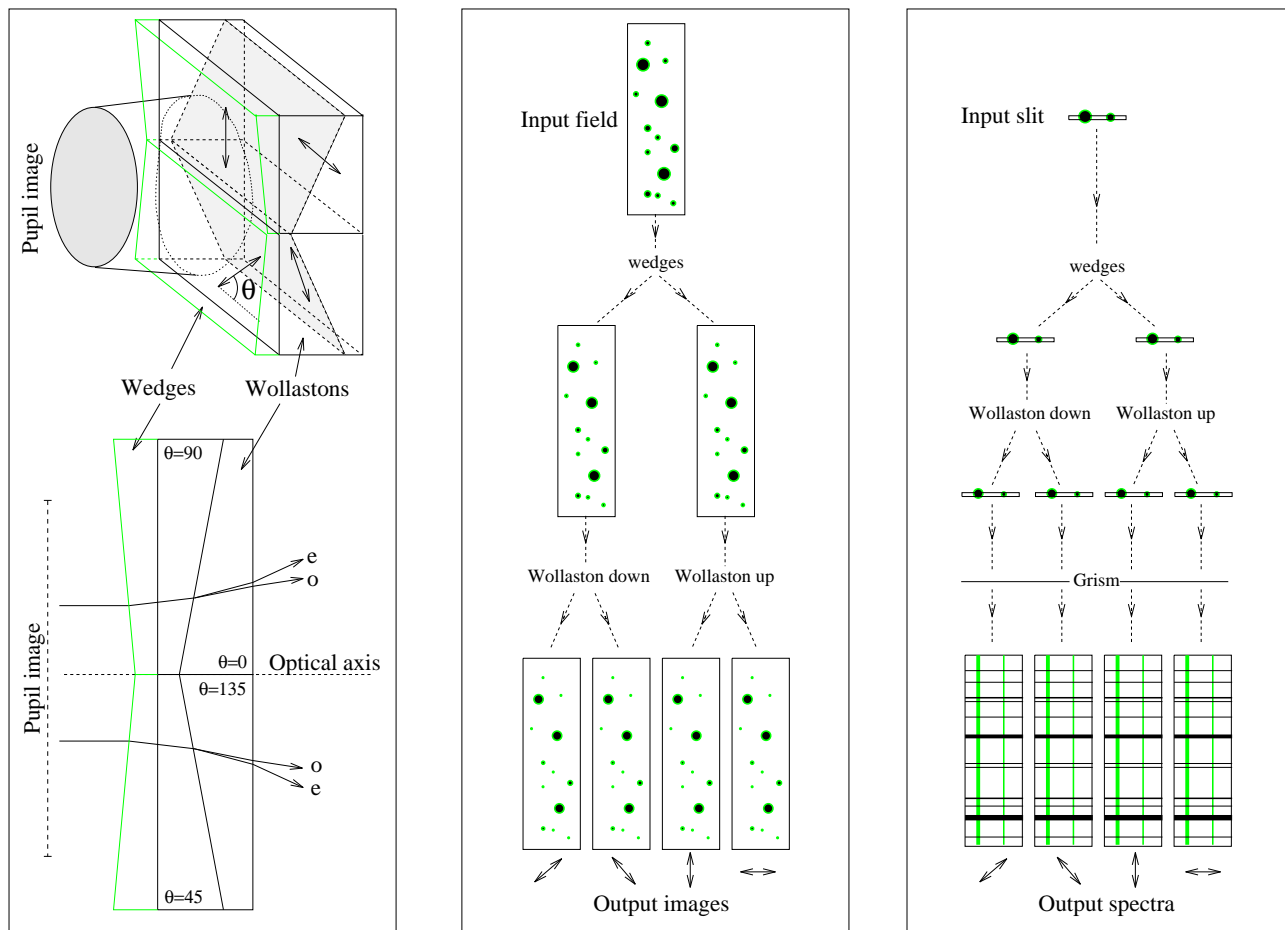 Pupil image
θ
Wedges
Wollastons
θ=90
e
o
Pupil image
θ=0
Optical axis
θ=135
o
e
θ=45
Input field
wedges
Wollaston down
Wollaston up
Output images
Input slit
wedges
Wollaston down
Wollaston up
Grism
Output spectra